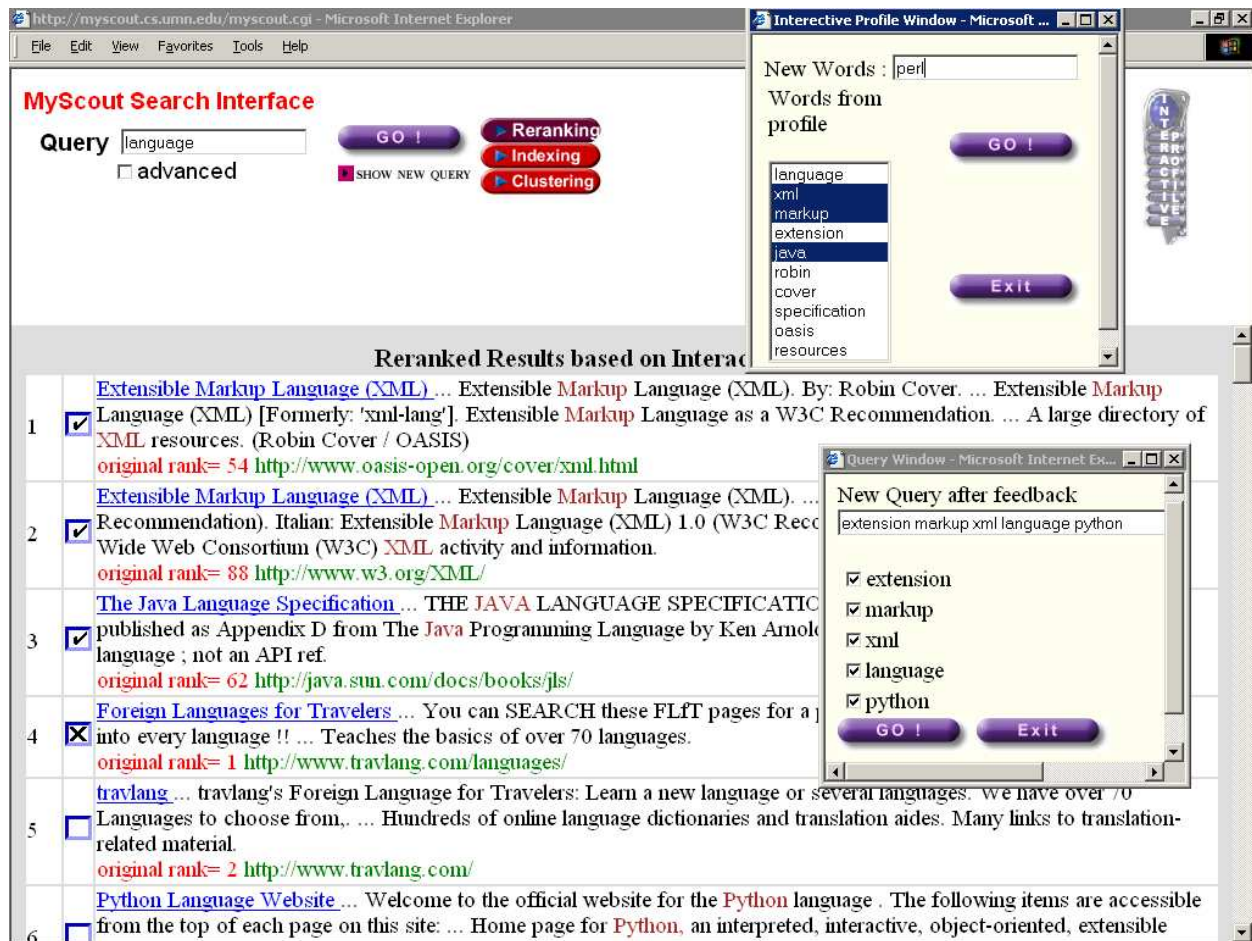 http://myscout.cs.umn.edu/myscout.cgi - Microsoft Internet Explorer
File Edit View Favorites Tools Help
MyScout Search Interface
Query language
advanced
GO !
SHOW NEW QUERY
Reranking
Indexing
Clustering
Interective Profile Window - Microsoft ...
New Words : perl
Words from
profile
GO !
language
xml
markup
extension
java
robin
cover
specification
oasis
resources
Exit
INTERACTIVE
PROFILE
Reranked Results based on Interac
1 Extensible Markup Language (XML) ... Extensible Markup Language (XML). By: Robin Cover. ... Extensible Markup
Language (XML) [Formerly: 'xml-lang']. Extensible Markup Language as a W3C Recommendation. ... A large directory of
XML resources. (Robin Cover / OASIS)
original rank= 54 http://www.oasis-open.org/cover/xml.html
2 Extensible Markup Language (XML) ... Extensible Markup Language (XML). ...
Recommendation). Italian: Extensible Markup Language (XML) 1.0 (W3C Reco
Wide Web Consortium (W3C) XML activity and information.
original rank= 88 http://www.w3.org/XML/
3 The Java Language Specification ... THE JAVA LANGUAGE SPECIFICATIO
published as Appendix D from The Java Programming Language by Ken Arnol
language ; not an API ref.
original rank= 62 http://java.sun.com/docs/books/jls/
4 Foreign Languages for Travelers ... You can SEARCH these FLfT pages for a
into every language !! ... Teaches the basics of over 70 languages.
original rank= 1 http://www.travlang.com/languages/
5 travlang ... travlang's Foreign Language for Travelers: Learn a new language or several languages. We have over 70
Languages to choose from,. ... Hundreds of online language dictionaries and translation aides. Many links to translation-
related material.
original rank= 2 http://www.travlang.com/
6 Python Language Website ... Welcome to the official website for the Python language . The following items are accessible
from the top of each page on this site: ... Home page for Python, an interpreted, interactive, object-oriented, extensible
Query Window - Microsoft Internet Ex...
New Query after feedback
extension markup xml language python
extension
markup
xml
language
python
GO !
Exit